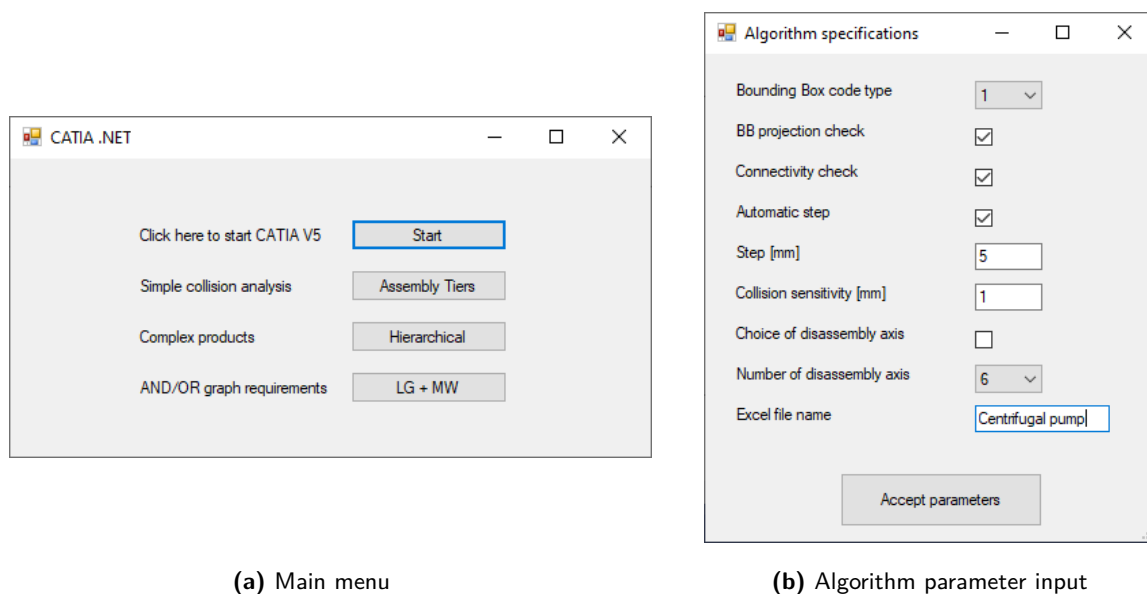 CATIA .NET
Click here to start CATIA V5 Start
Simple collision analysis Assembly Tiers
Complex products Hierarchical
AND/OR graph requirements LG + MW
(a) Main menu
Algorithm specifications
Bounding Box code type 1
BB projection check
Connectivity check
Automatic step
Step [mm] 5
Collision sensitivity [mm] 1
Choice of disassembly axis
Number of disassembly axis 6
Excel file name Centrifugal pump
Accept parameters
(b) Algorithm parameter input